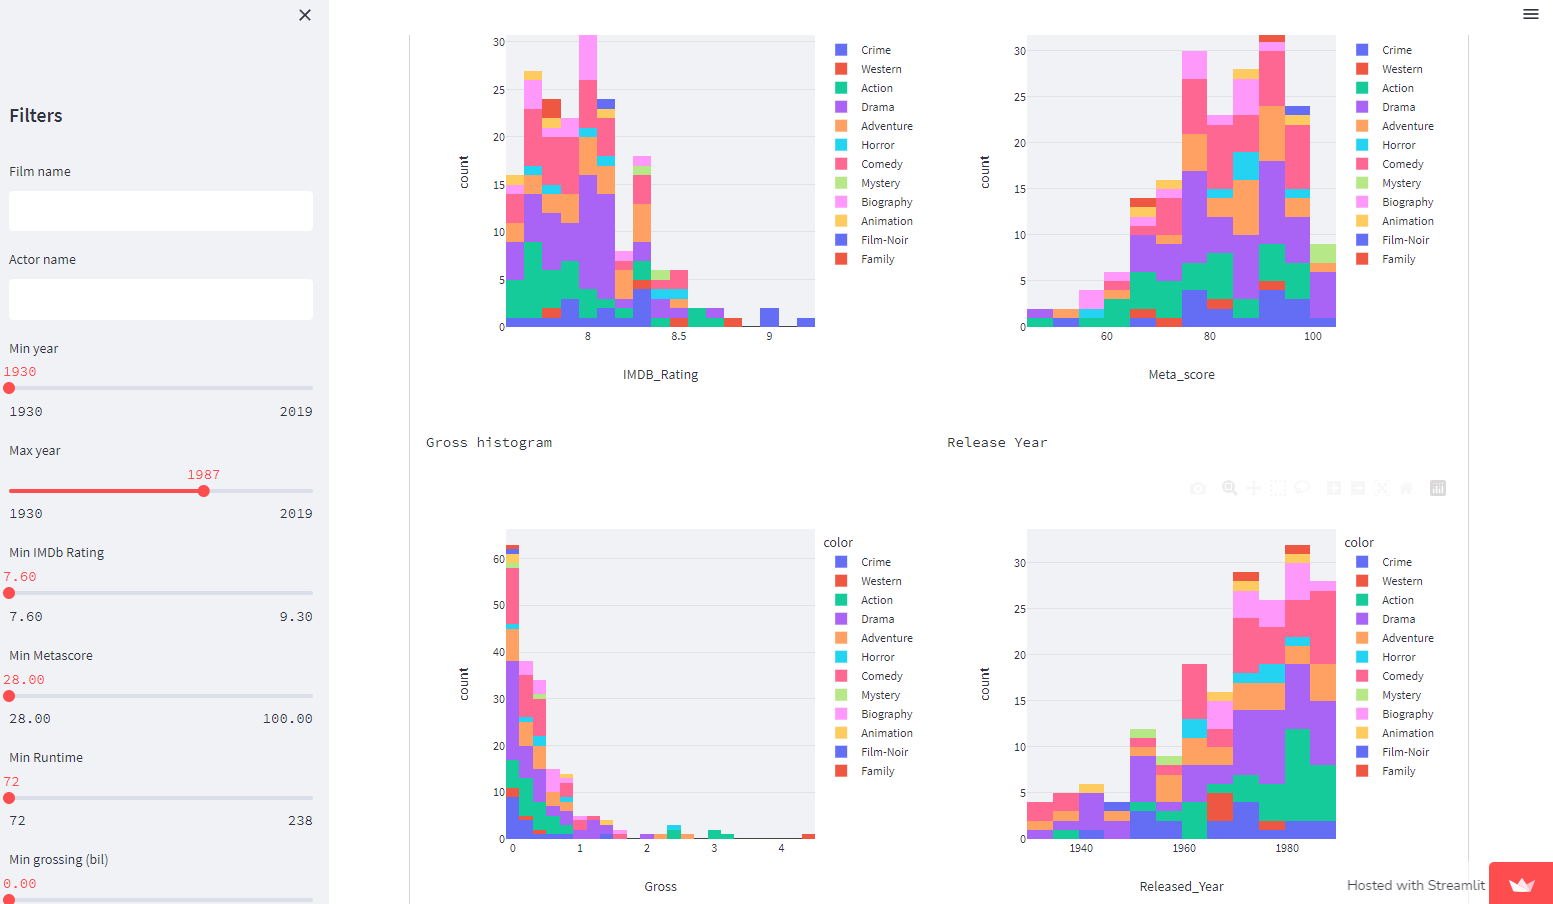 Filters
Film name
Actor name
Min year
1930
1930 2019
Max year
1987
1930 2019
Min IMDb Rating
7.60
7.60 9.30
Min Metascore
28.00
28.00 100.00
Min Runtime
72
72 238
Min grossing (bil)
0.00
30
25
20
15
10
5
0
count
8 8.5 9
IMDB_Rating
Crime
Western
Action
Drama
Adventure
Horror
Comedy
Mystery
Biography
Animation
Film-Noir
Family
30
25
20
15
10
5
0
count
60 80 100
Meta_score
Crime
Western
Action
Drama
Adventure
Horror
Comedy
Mystery
Biography
Animation
Film-Noir
Family
Gross histogram
60
50
40
30
20
10
0
count
0 1 2 3 4
Gross
color
Crime
Western
Action
Drama
Adventure
Horror
Comedy
Mystery
Biography
Animation
Film-Noir
Family
Release Year
30
25
20
15
10
5
0
count
1940 1960 1980
Released_Year
color
Crime
Western
Action
Drama
Adventure
Horror
Comedy
Mystery
Biography
Animation
Film-Noir
Family
Hosted with Streamlit